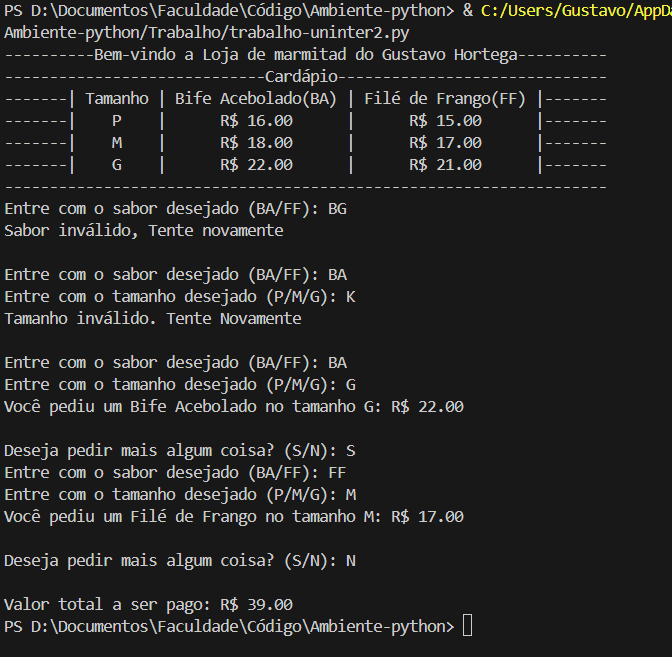 PS D:\Documentos\Faculdade\Código\Ambiente-python> & C:/Users/Gustavo/AppDa
Ambiente-python/Trabalho/trabalho-uninter2.py
----------Bem-vindo a Loja de marmitad do Gustavo Hortega----------
-----------------------------Cardápio------------------------------
-------| Tamanho | Bife Acebolado(BA) | Filé de Frango(FF) |-------
-------|    P    |      R$ 16.00      |      R$ 15.00      |-------
-------|    M    |      R$ 18.00      |      R$ 17.00      |-------
-------|    G    |      R$ 22.00      |      R$ 21.00      |-------
-------------------------------------------------------------------
Entre com o sabor desejado (BA/FF): BG
Sabor inválido, Tente novamente
Entre com o sabor desejado (BA/FF): BA
Entre com o tamanho desejado (P/M/G): K
Tamanho inválido. Tente Novamente
Entre com o sabor desejado (BA/FF): BA
Entre com o tamanho desejado (P/M/G): G
Você pediu um Bife Acebolado no tamanho G: R$ 22.00
Deseja pedir mais algum coisa? (S/N): S
Entre com o sabor desejado (BA/FF): FF
Entre com o tamanho desejado (P/M/G): M
Você pediu um Filé de Frango no tamanho M: R$ 17.00
Deseja pedir mais algum coisa? (S/N): N
Valor total a ser pago: R$ 39.00
PS D:\Documentos\Faculdade\Código\Ambiente-python>